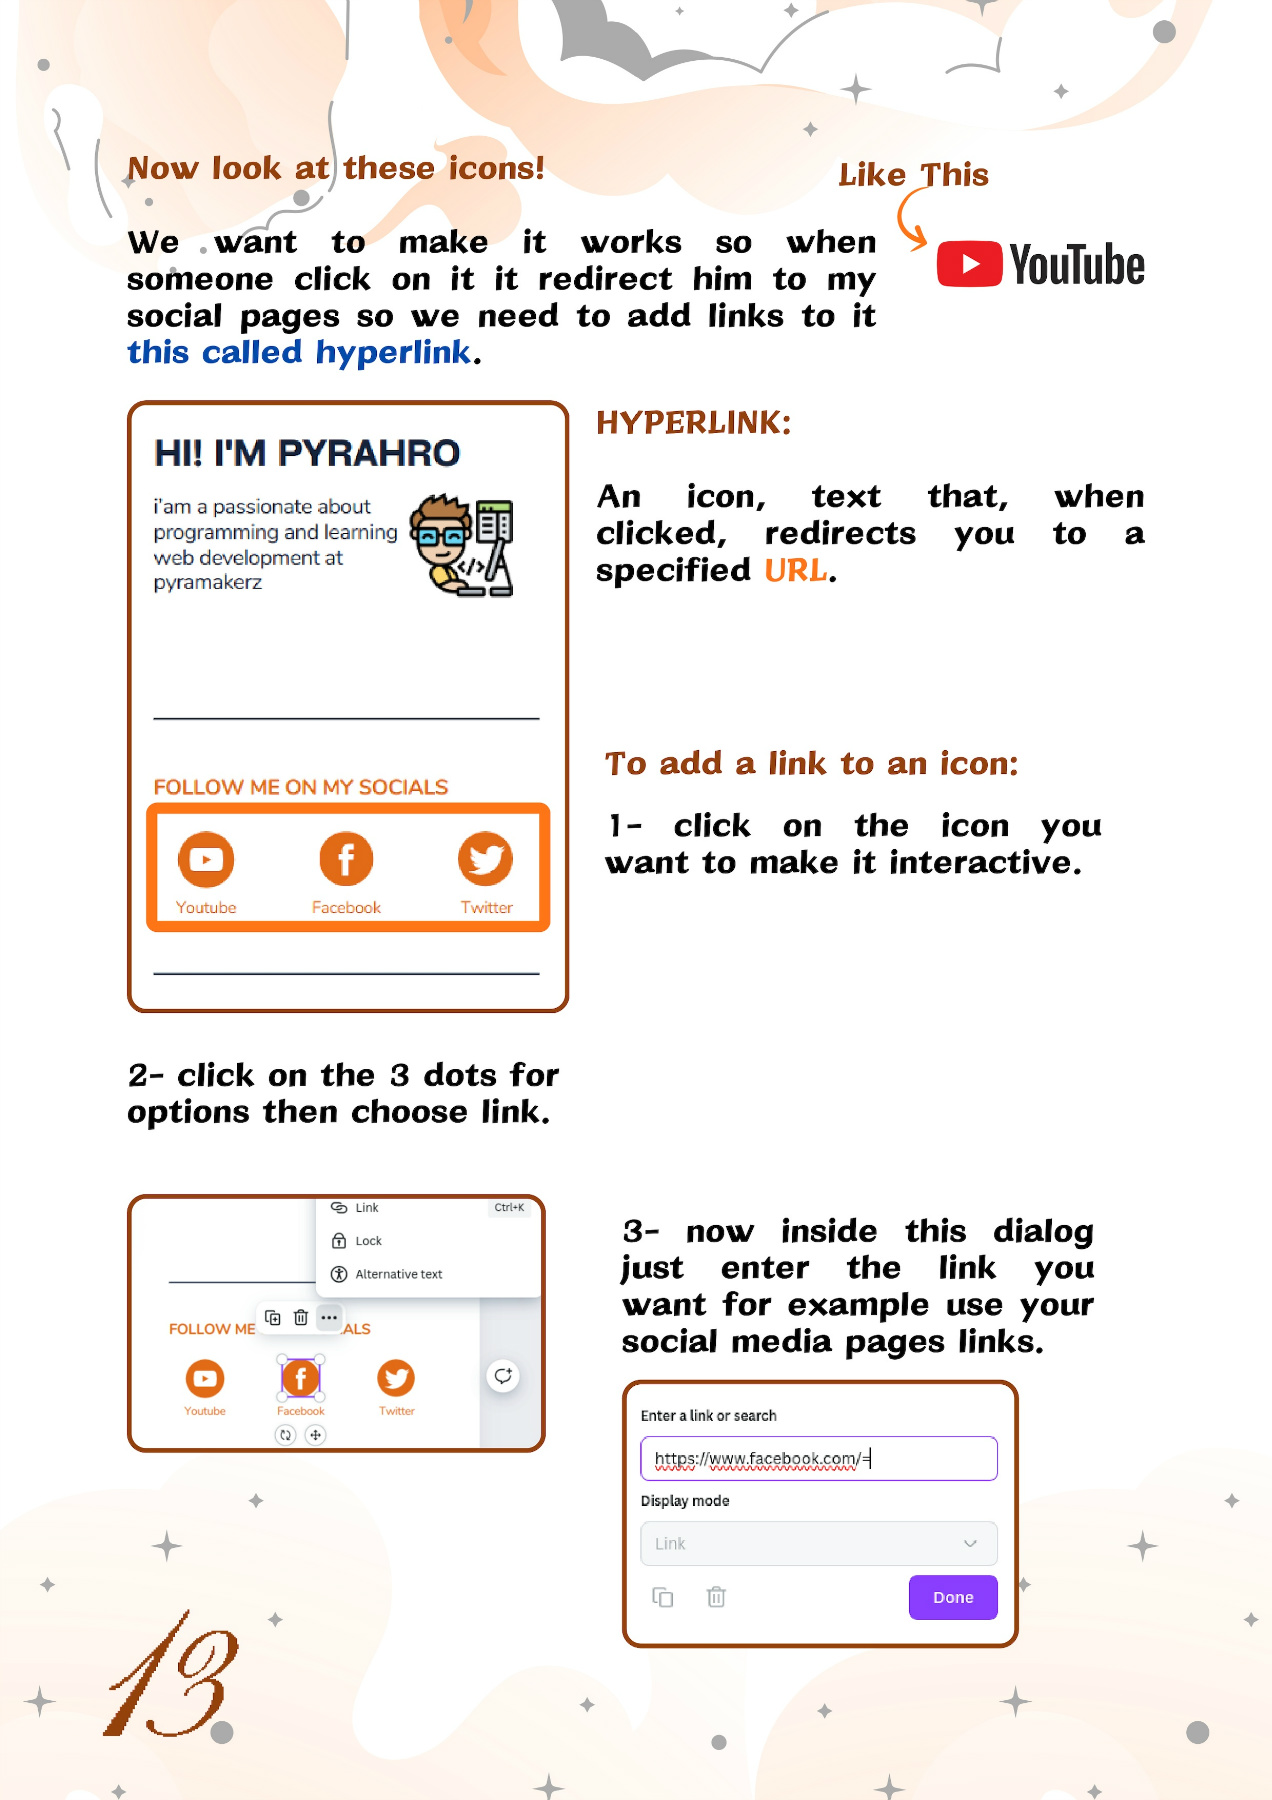 Now look at these icons!
Like This
YouTube
We want to make it works so when
someone click on it it redirect him to my
social pages so we need to add links to it
this called hyperlink.
HI! I'M PYRAHRO
i'am a passionate about
programming and learning
web development at
pyramakerz
FOLLOW ME ON MY SOCIALS
Youtube Facebook Twitter
HYPERLINK:
An icon, text that, when
clicked, redirects you to a
specified URL.
To add a link to an icon:
1- click on the icon you
want to make it interactive.
2- click on the 3 dots for
options then choose link.
Link Ctrl+K
Lock
Alternative text
FOLLOW ME ALS
Youtube Facebook Twitter
3- now inside this dialog
just enter the link you
want for example use your
social media pages links.
Enter a link or search
https://www.facebook.com/=
Display mode
Link
Done
13